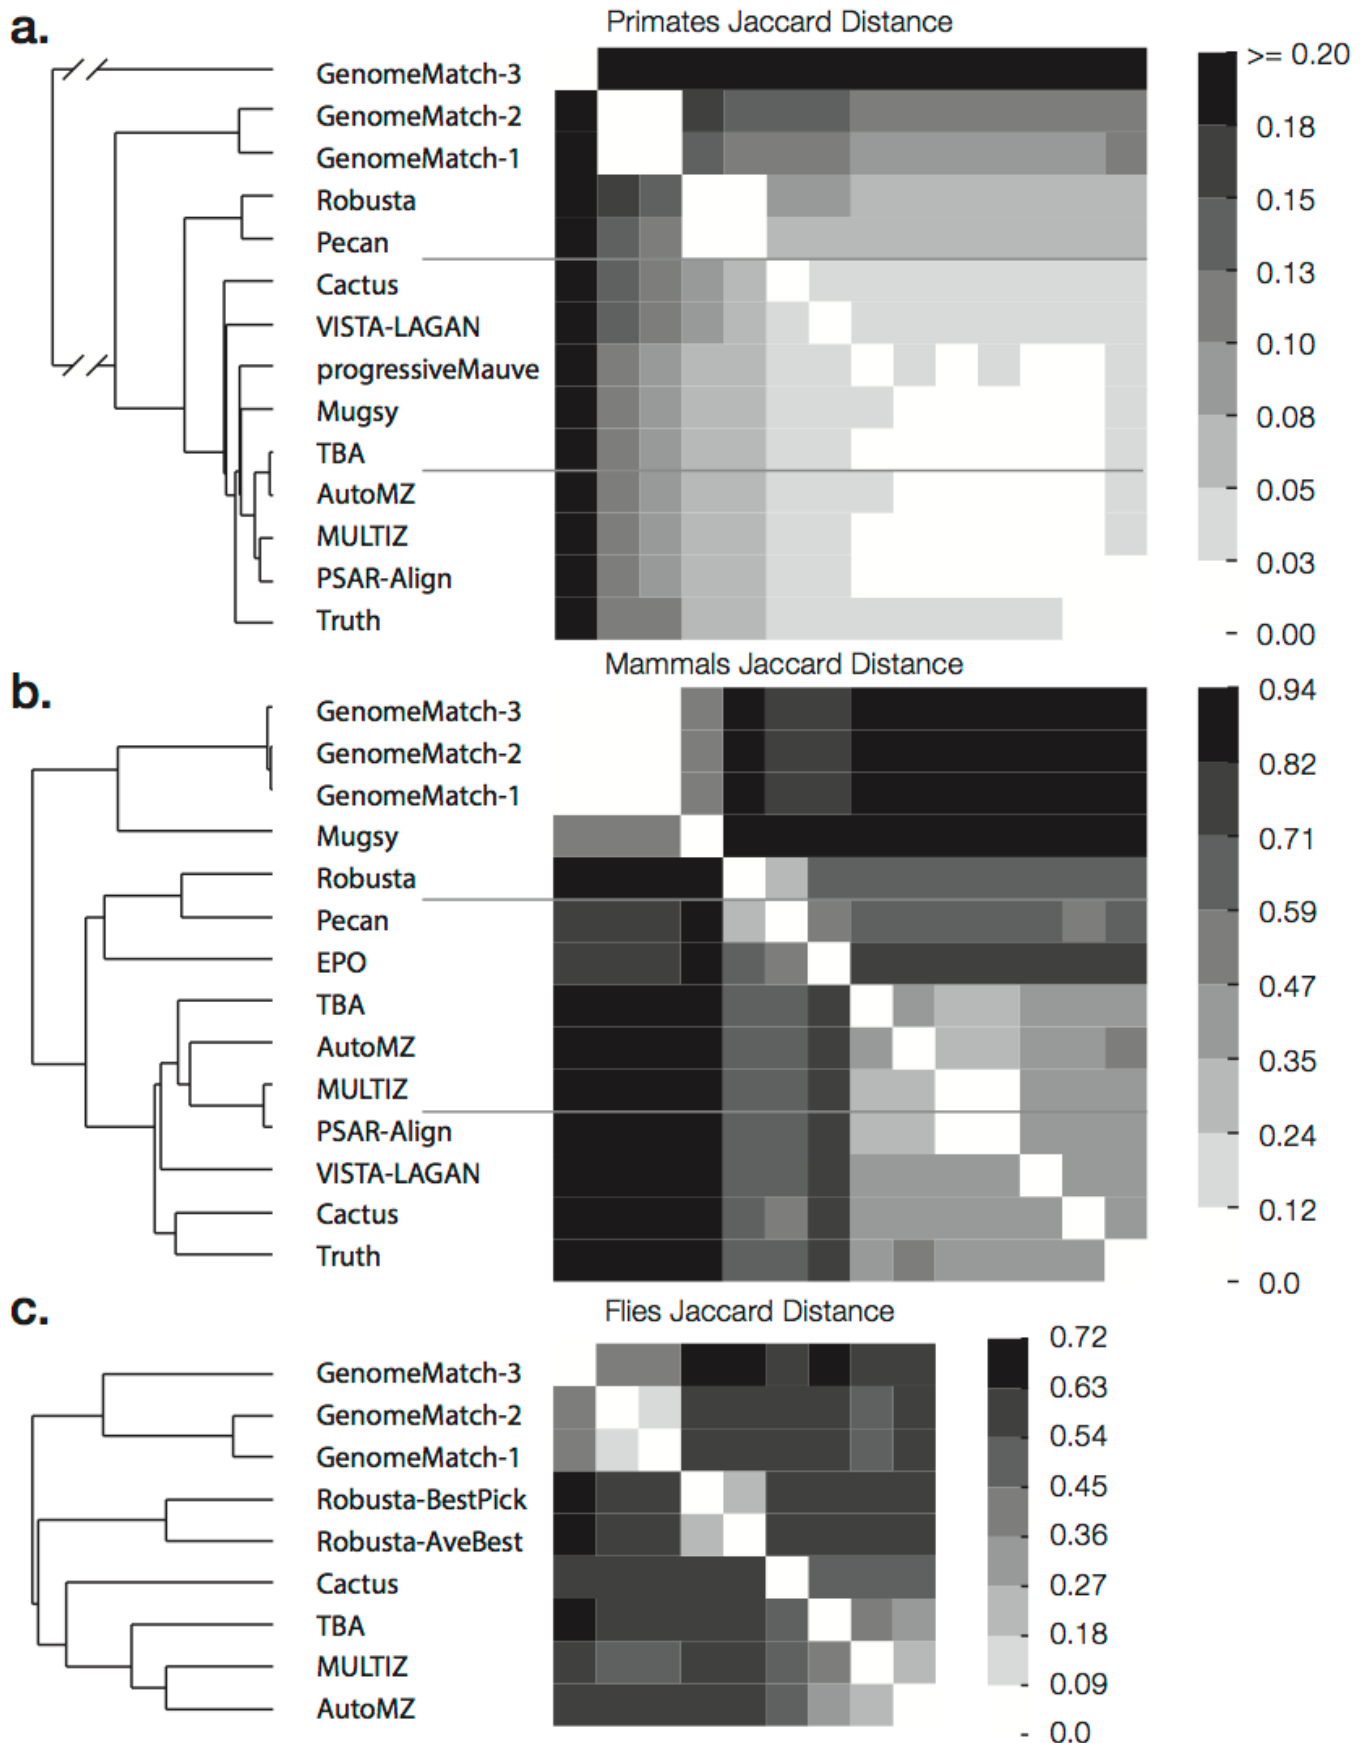 a.
Primates Jaccard Distance
GenomeMatch-3
GenomeMatch-2
GenomeMatch-1
Robusta
Pecan
Cactus
VISTA-LAGAN
progressiveMauve
Mugsy
TBA
AutoMZ
MULTIZ
PSAR-Align
Truth
>= 0.20
0.18
0.15
0.13
0.10
0.08
0.05
0.03
0.00
b.
Mammals Jaccard Distance
GenomeMatch-3
GenomeMatch-2
GenomeMatch-1
Mugsy
Robusta
Pecan
EPO
TBA
AutoMZ
MULTIZ
PSAR-Align
VISTA-LAGAN
Cactus
Truth
0.94
0.82
0.71
0.59
0.47
0.35
0.24
0.12
0.0
c.
Flies Jaccard Distance
GenomeMatch-3
GenomeMatch-2
GenomeMatch-1
Robusta-BestPick
Robusta-AveBest
Cactus
TBA
MULTIZ
AutoMZ
0.72
0.63
0.54
0.45
0.36
0.27
0.18
0.09
0.0